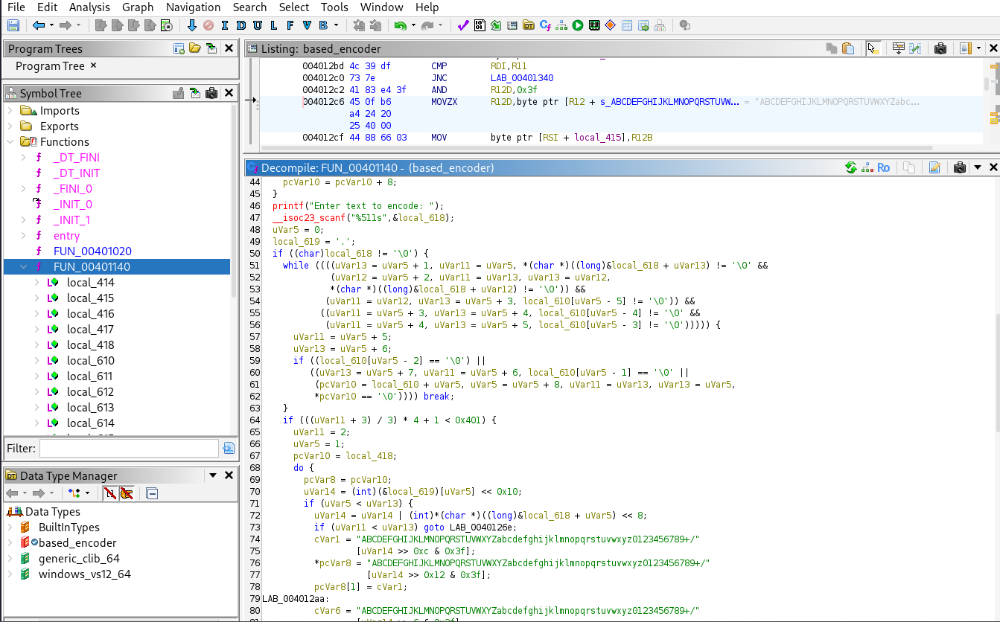 File Edit Analysis Graph Navigation Search Select Tools Window Help
I D U L F V B
Program Trees
Program Tree ×
Symbol Tree
Imports
Exports
Functions
_DT_FINI
_DT_INIT
_FINI_0
_INIT_0
_INIT_1
entry
FUN_00401020
FUN_00401140
local_414
local_415
local_416
local_417
local_418
local_610
local_611
local_612
local_613
local_614
Filter:
Data Type Manager
Data Types
BuiltInTypes
based_encoder
generic_clib_64
windows_vs12_64
Listing: based_encoder
004012bd 4c 39 df CMP RDI,R11
004012c0 73 7e JNC LAB_00401340
004012c2 41 83 e4 3f AND R12D,0x3f
004012c6 45 0f b6 MOVZX R12D,byte ptr [R12 + s_ABCDEFGHIJKLMNOPQRSTUVW... = "ABCDEFGHIJKLMNOPQRSTUVWXYZabc...
a4 24 20
25 40 00
004012cf 44 88 66 03 MOV byte ptr [RSI + local_415],R12B
Decompile: FUN_00401140 - (based_encoder)
Ro
44 pcVar10 = pcVar10 + 8;
45 }
46 printf("Enter text to encode: ");
47 __isoc23_scanf("%511s",&local_618);
48 uVar5 = 0;
49 local_619 = '.';
50 if ((char)local_618 != '\0') {
51 while ((((uVar13 = uVar5 + 1, uVar11 = uVar5, *(char *)((long)&local_618 + uVar13) != '\0' &&
52 (uVar12 = uVar5 + 2, uVar11 = uVar13, uVar13 = uVar12,
53 *(char *)((long)&local_618 + uVar12) != '\0')) &&
54 (uVar11 = uVar12, uVar13 = uVar5 + 3, local_610[uVar5 - 5] != '\0')) &&
55 ((uVar11 = uVar5 + 3, uVar13 = uVar5 + 4, local_610[uVar5 - 4] != '\0' &&
56 (uVar11 = uVar5 + 4, uVar13 = uVar5 + 5, local_610[uVar5 - 3] != '\0'))))) {
57 uVar11 = uVar5 + 5;
58 uVar13 = uVar5 + 6;
59 if ((local_610[uVar5 - 2] == '\0') ||
60 ((uVar13 = uVar5 + 7, uVar11 = uVar5 + 6, local_610[uVar5 - 1] == '\0' ||
61 (pcVar10 = local_610 + uVar5, uVar5 = uVar5 + 8, uVar11 = uVar13, uVar13 = uVar5,
62 *pcVar10 == '\0')))) break;
63 }
64 if (((uVar11 + 3) / 3) * 4 + 1 < 0x401) {
65 uVar11 = 2;
66 uVar5 = 1;
67 pcVar10 = local_418;
68 do {
69 pcVar8 = pcVar10;
70 uVar14 = (int)(&local_619)[uVar5] << 0x10;
71 if (uVar5 < uVar13) {
72 uVar14 = uVar14 | (int)*(char *)((long)&local_618 + uVar5) << 8;
73 if (uVar11 < uVar13) goto LAB_0040126e;
74 cVar1 = "ABCDEFGHIJKLMNOPQRSTUVWXYZabcdefghijklmnopqrstuvwxyz0123456789+/"
75 [uVar14 >> 0xc & 0x3f];
76 *pcVar8 = "ABCDEFGHIJKLMNOPQRSTUVWXYZabcdefghijklmnopqrstuvwxyz0123456789+/"
77 [uVar14 >> 0x12 & 0x3f];
78 pcVar8[1] = cVar1;
79 LAB_004012aa:
80 cVar6 = "ABCDEFGHIJKLMNOPQRSTUVWXYZabcdefghijklmnopqrstuvwxyz0123456789+/"